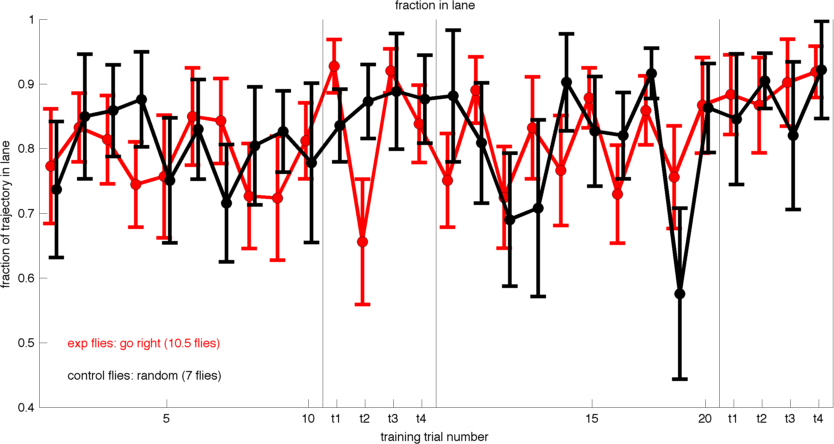 fraction in lane
1
0.9
0.8
0.7
0.6
0.5
0.4
fraction of trajectory in lane
exp flies: go right (10.5 flies)
control flies: random (7 flies)
5 10 t1 t2 t3 t4 15 20 t1 t2 t3 t4
training trial number